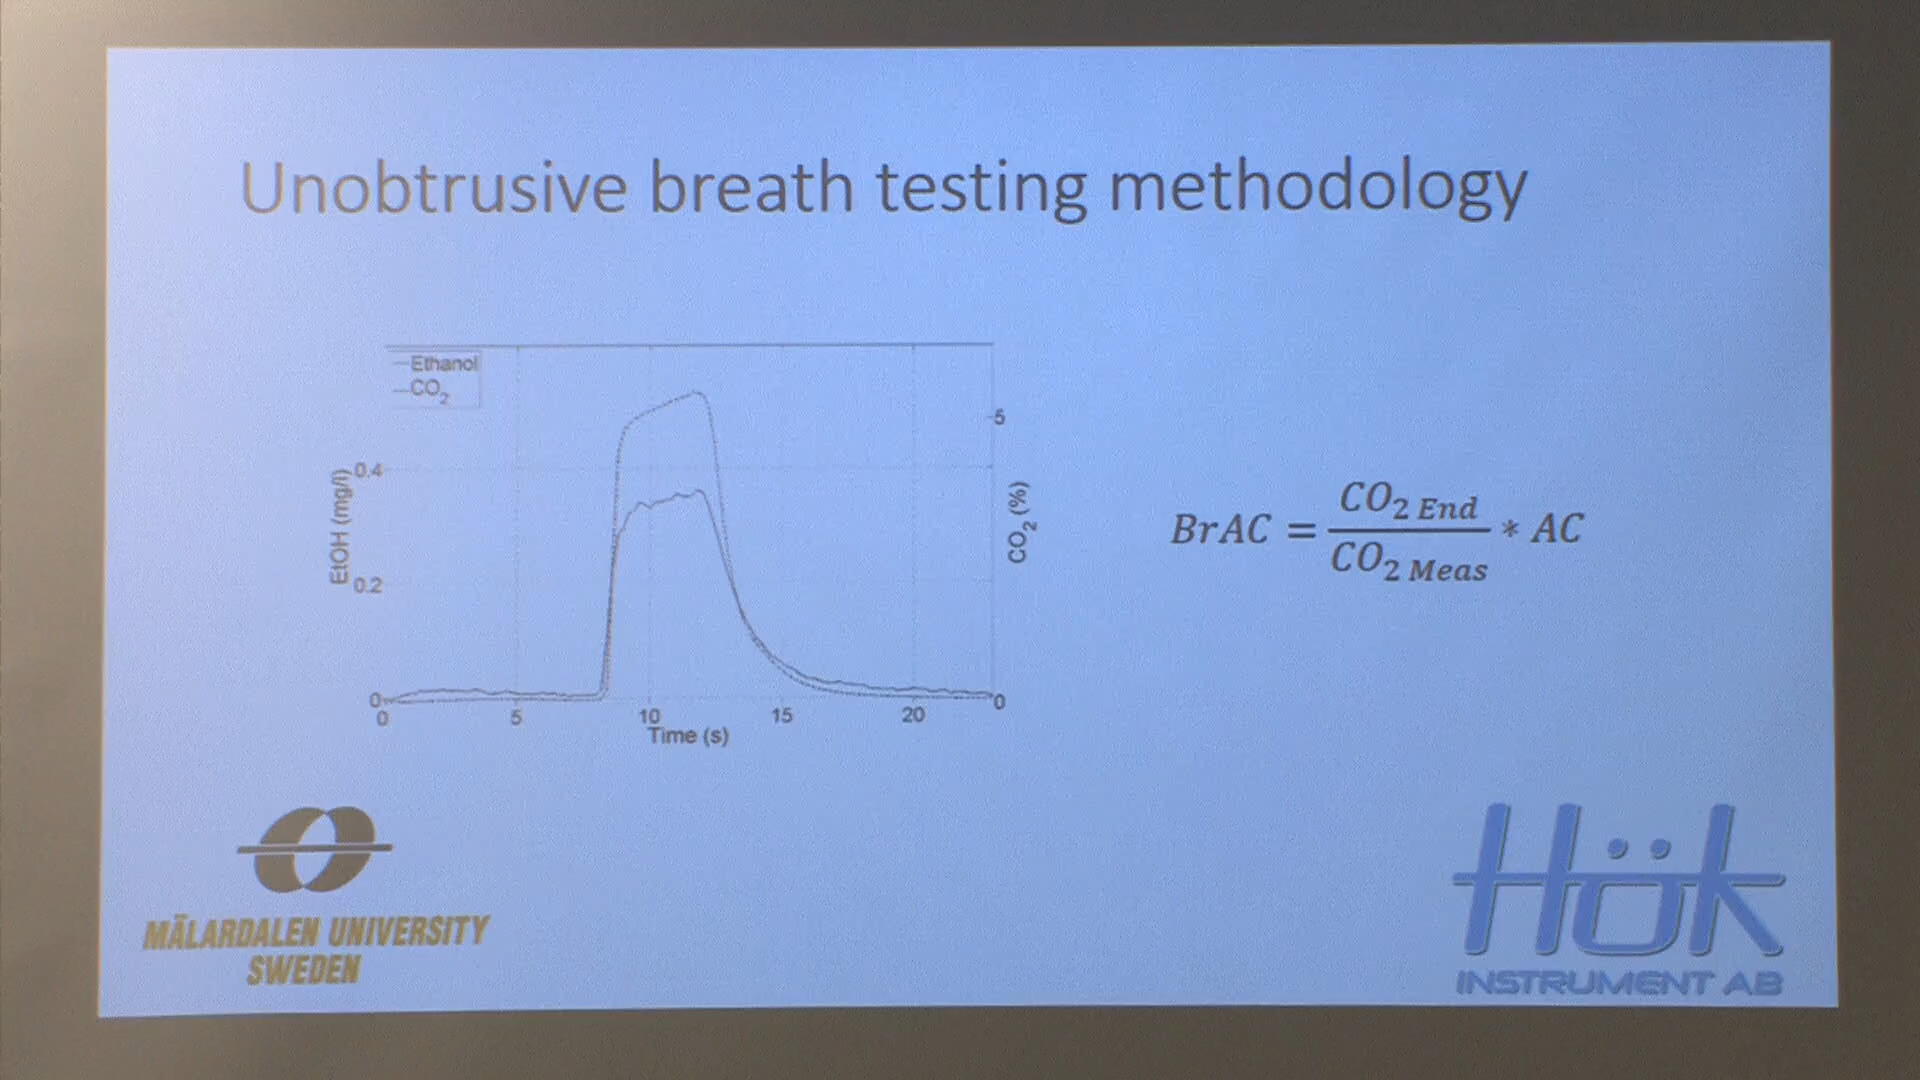 Unobtrusive breath testing methodology
Ethanol
CO2
EtOH (mg/l)
0.4
0.2
0
5
0
CO2 (%)
0 5 10 15 20
Time (s)
BrAC = CO2 End / CO2 Meas * AC
MÄLARDALEN UNIVERSITY
SWEDEN
Hök
INSTRUMENT AB